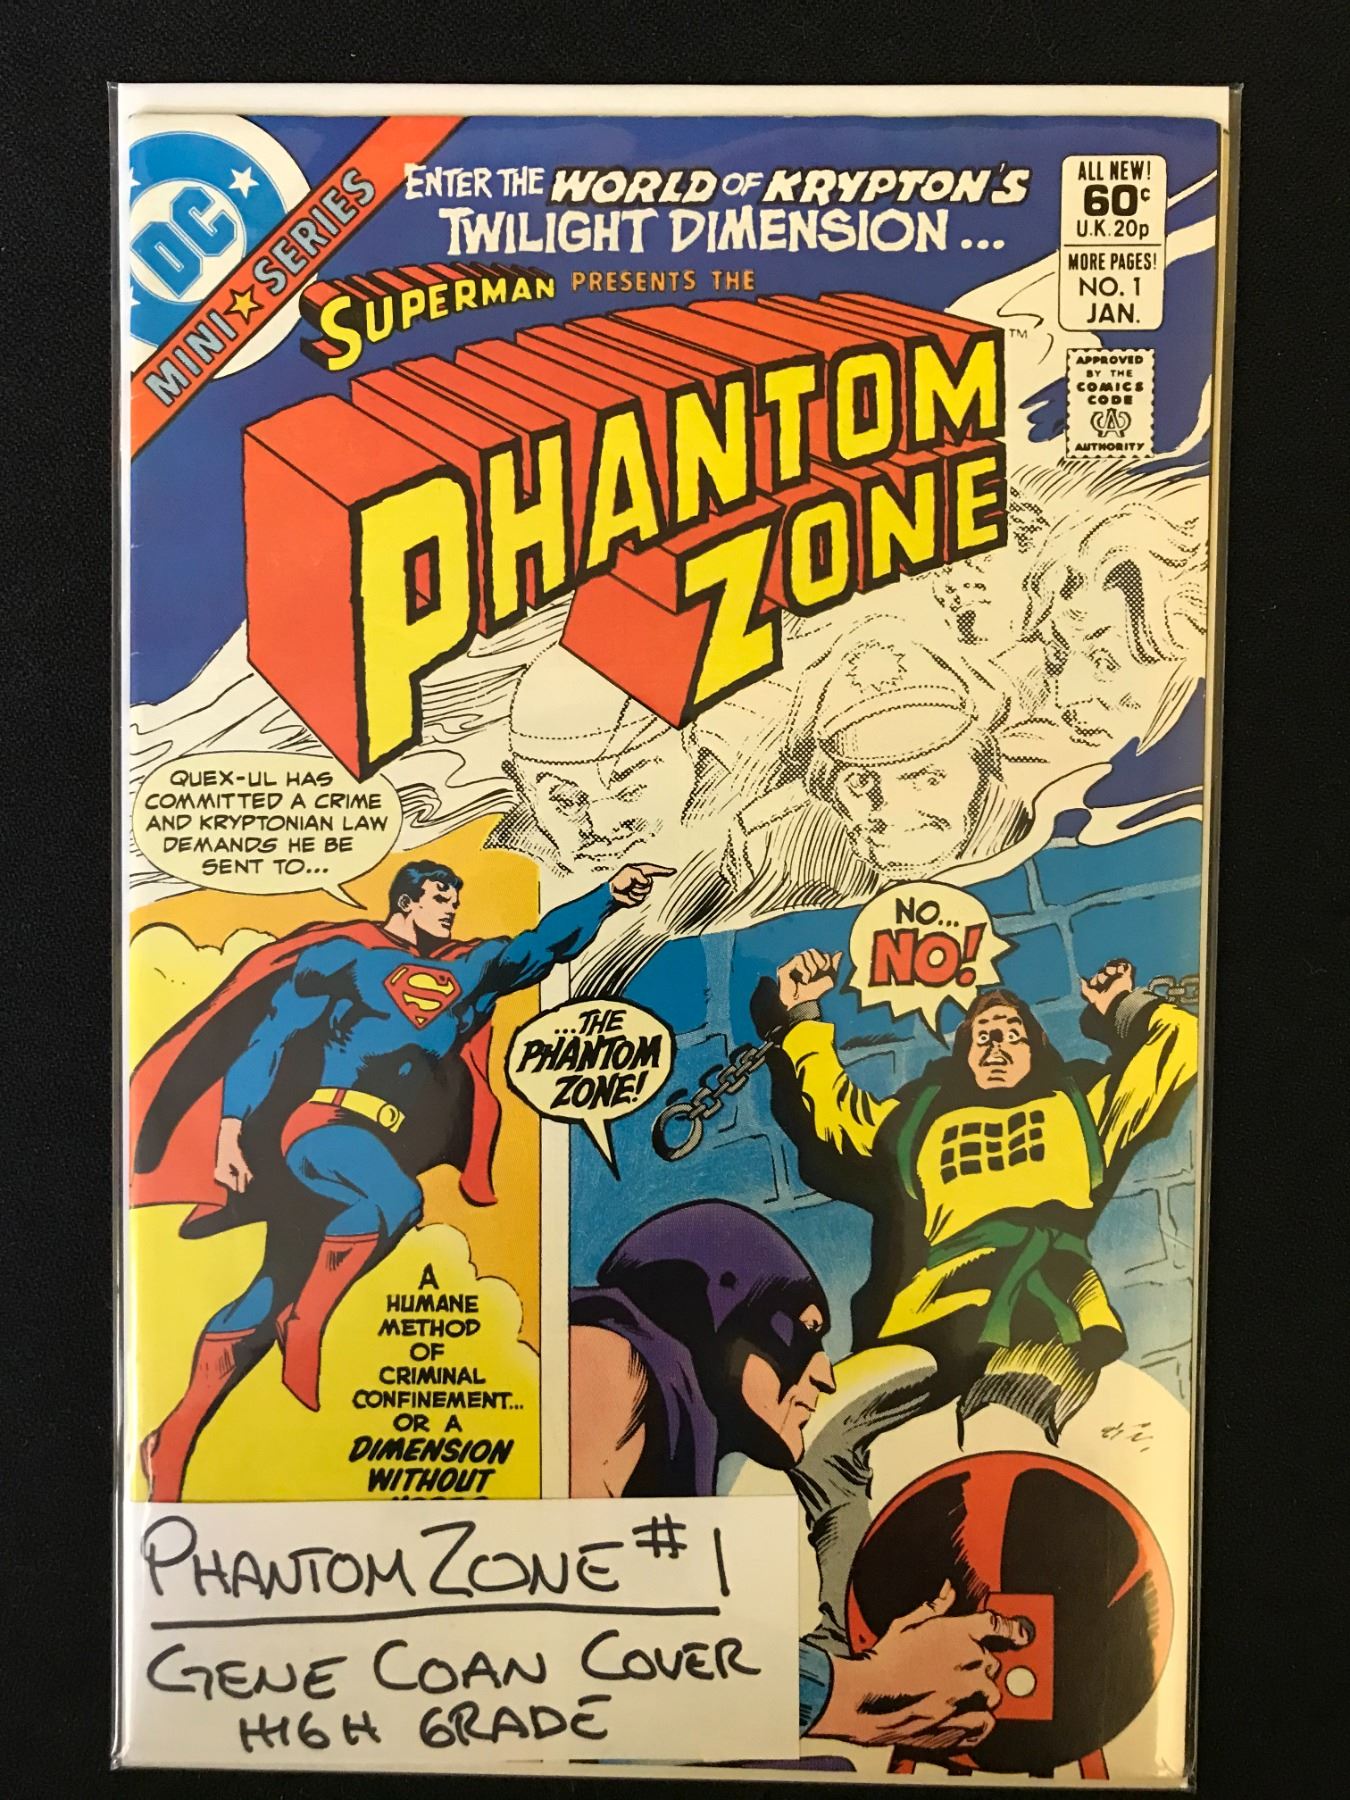 DC
MINI ★ SERIES
ENTER THE WORLD OF KRYPTON'S
TWILIGHT DIMENSION...
SUPERMAN PRESENTS THE
PHANTOM
ZONE
TM
ALL NEW!
60¢
U.K. 20p
MORE PAGES!
NO. 1
JAN.
APPROVED
BY THE
COMICS
CODE
CA
AUTHORITY
QUEX-UL HAS
COMMITTED A CRIME
AND KRYPTONIAN LAW
DEMANDS HE BE
SENT TO...
...THE
PHANTOM
ZONE!
NO...
NO!
A
HUMANE
METHOD
OF
CRIMINAL
CONFINEMENT...
OR A
DIMENSION
WITHOUT
PHANTOM ZONE #1
GENE COAN COVER
HIGH GRADE